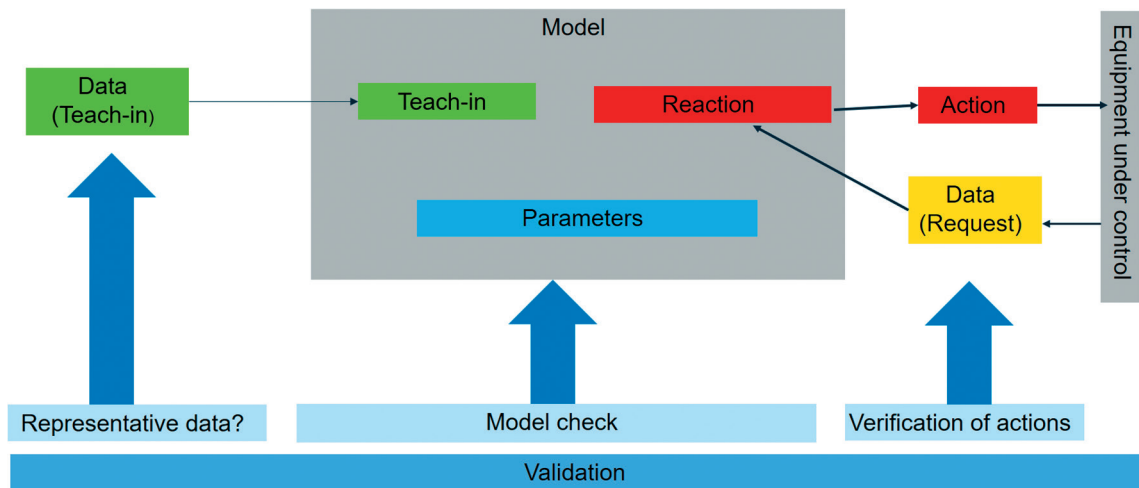 Model
Data
(Teach-in)
Teach-in
Reaction
Action
Equipment under control
Data
(Request)
Parameters
Representative data?
Model check
Verification of actions
Validation